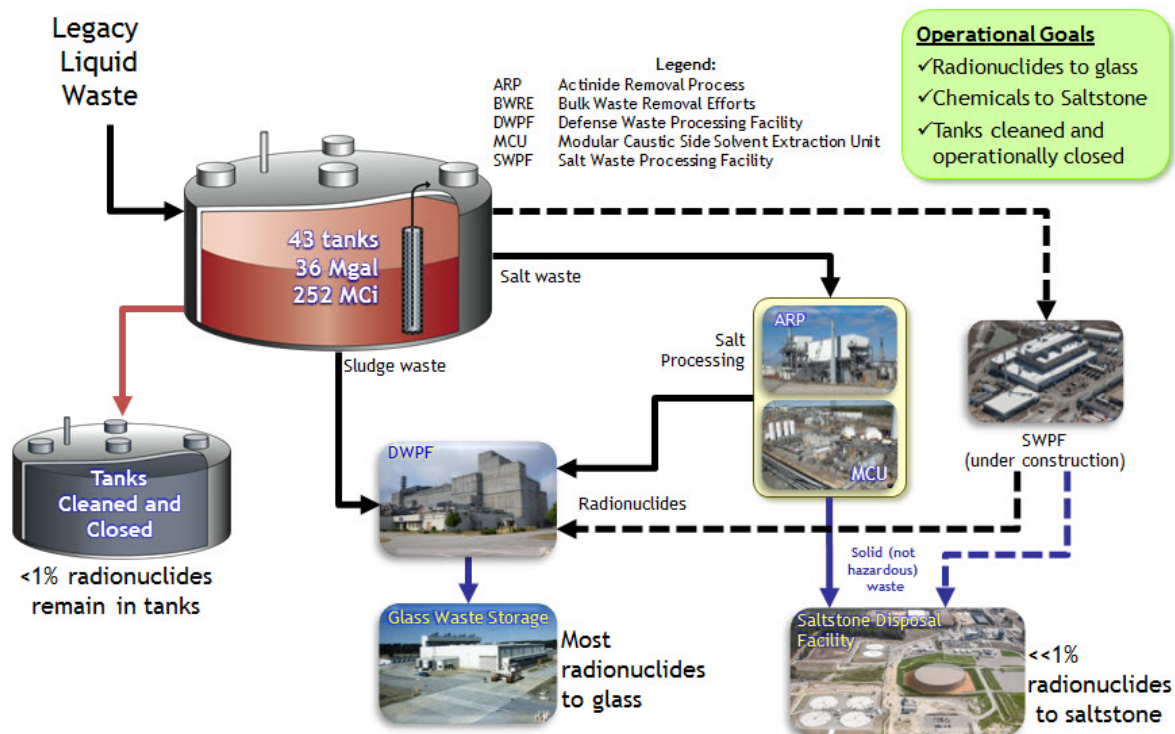 Legacy
Liquid
Waste
Legend:
ARP Actinide Removal Process
BWRE Bulk Waste Removal Efforts
DWPF Defense Waste Processing Facility
MCU Modular Caustic Side Solvent Extraction Unit
SWPF Salt Waste Processing Facility
Operational Goals
✓Radionuclides to glass
✓Chemicals to Saltstone
✓Tanks cleaned and
operationally closed
43 tanks
36 Mgal
252 MCi
Salt waste
Sludge waste
Salt
Processing
ARP
MCU
SWPF
(under construction)
Tanks
Cleaned and
Closed
<1% radionuclides
remain in tanks
DWPF
Radionuclides
Solid (not
hazardous)
waste
Glass Waste Storage
Most
radionuclides
to glass
Saltstone Disposal
Facility
<<1%
radionuclides
to saltstone